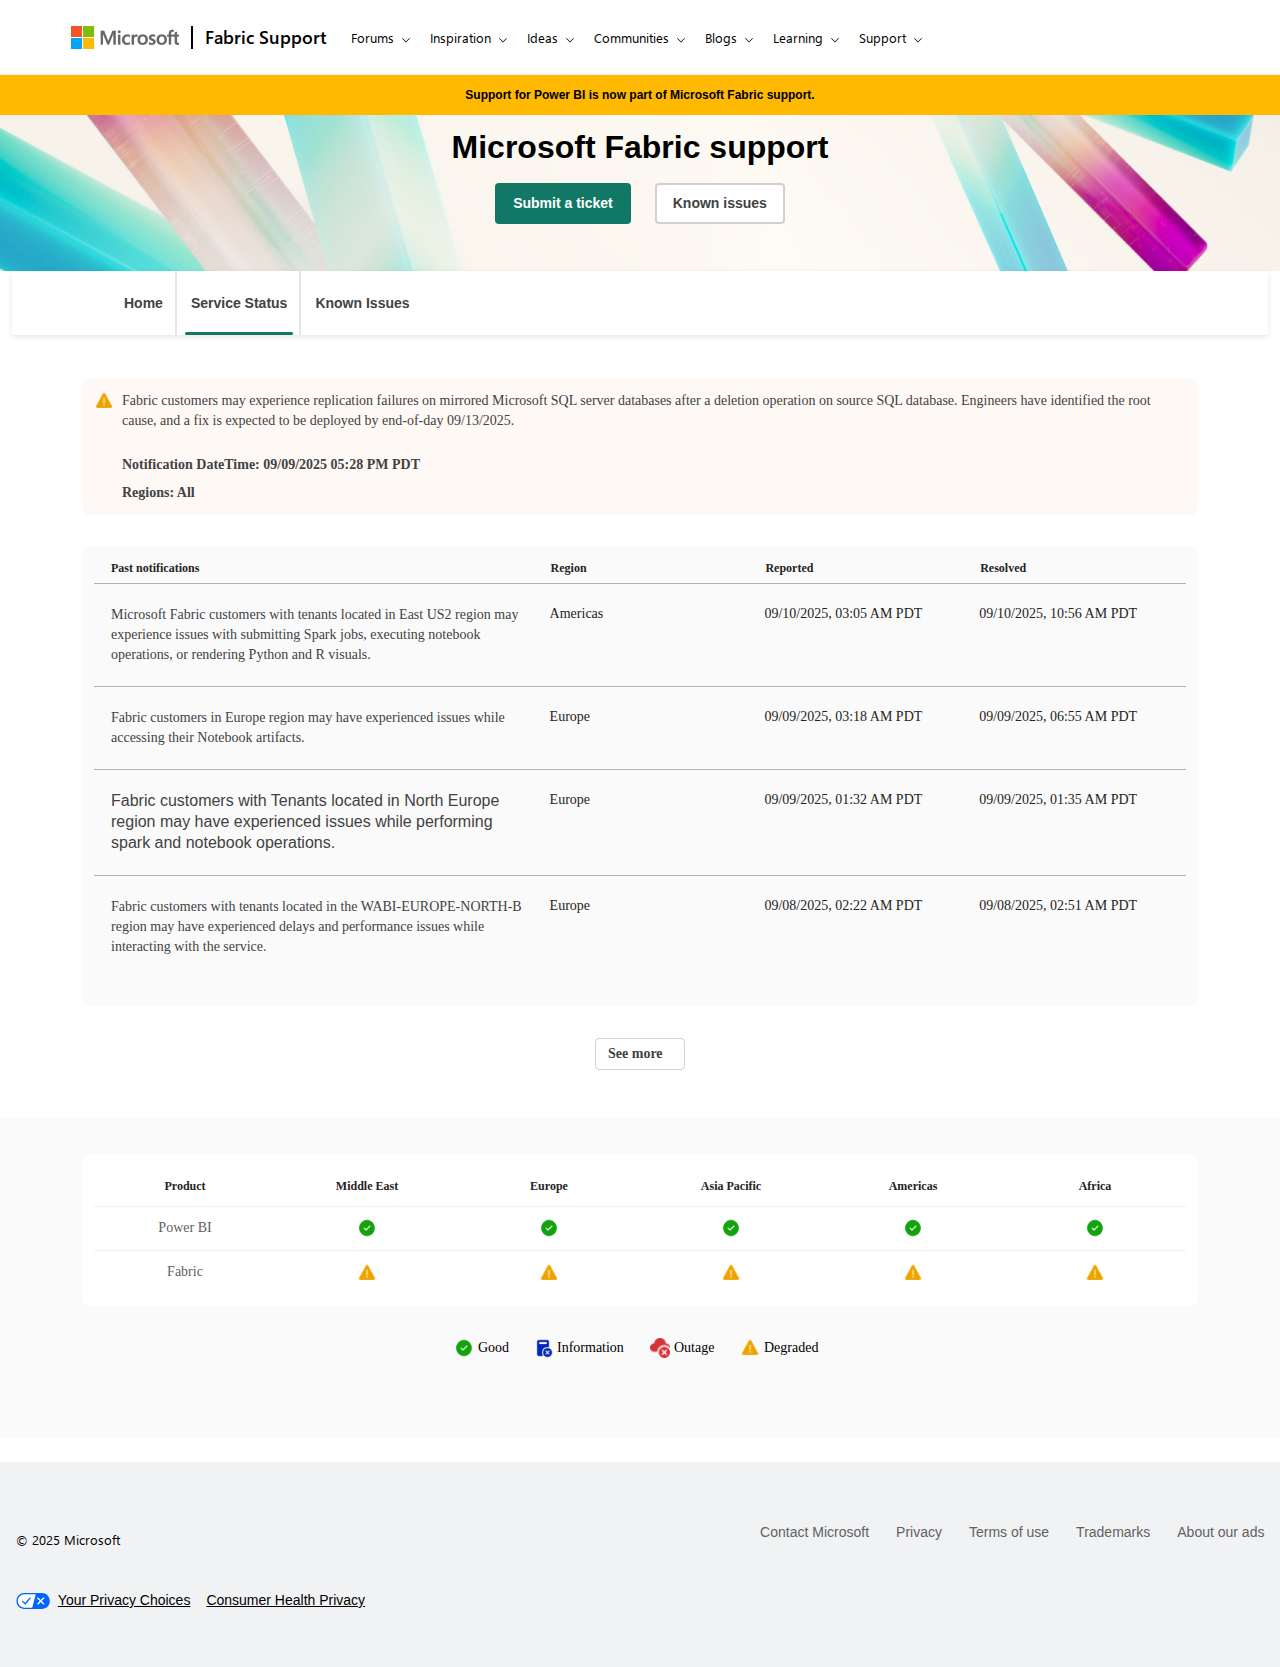 Microsoft Fabric Support Forums Inspiration Ideas Communities Blogs Learning Support
Support for Power BI is now part of Microsoft Fabric support.
Microsoft Fabric support
Submit a ticket Known issues
Home Service Status Known Issues
Fabric customers may experience replication failures on mirrored Microsoft SQL server databases after a deletion operation on source SQL database. Engineers have identified the root
cause, and a fix is expected to be deployed by end-of-day 09/13/2025.
Notification DateTime: 09/09/2025 05:28 PM PDT
Regions: All
Past notifications Region Reported Resolved
Microsoft Fabric customers with tenants located in East US2 region may Americas 09/10/2025, 03:05 AM PDT 09/10/2025, 10:56 AM PDT
experience issues with submitting Spark jobs, executing notebook
operations, or rendering Python and R visuals.
Fabric customers in Europe region may have experienced issues while Europe 09/09/2025, 03:18 AM PDT 09/09/2025, 06:55 AM PDT
accessing their Notebook artifacts.
Fabric customers with Tenants located in North Europe Europe 09/09/2025, 01:32 AM PDT 09/09/2025, 01:35 AM PDT
region may have experienced issues while performing
spark and notebook operations.
Fabric customers with tenants located in the WABI-EUROPE-NORTH-B Europe 09/08/2025, 02:22 AM PDT 09/08/2025, 02:51 AM PDT
region may have experienced delays and performance issues while
interacting with the service.
See more
Product Middle East Europe Asia Pacific Americas Africa
Power BI
Fabric
Good Information Outage Degraded
© 2025 Microsoft Contact Microsoft Privacy Terms of use Trademarks About our ads
Your Privacy Choices Consumer Health Privacy